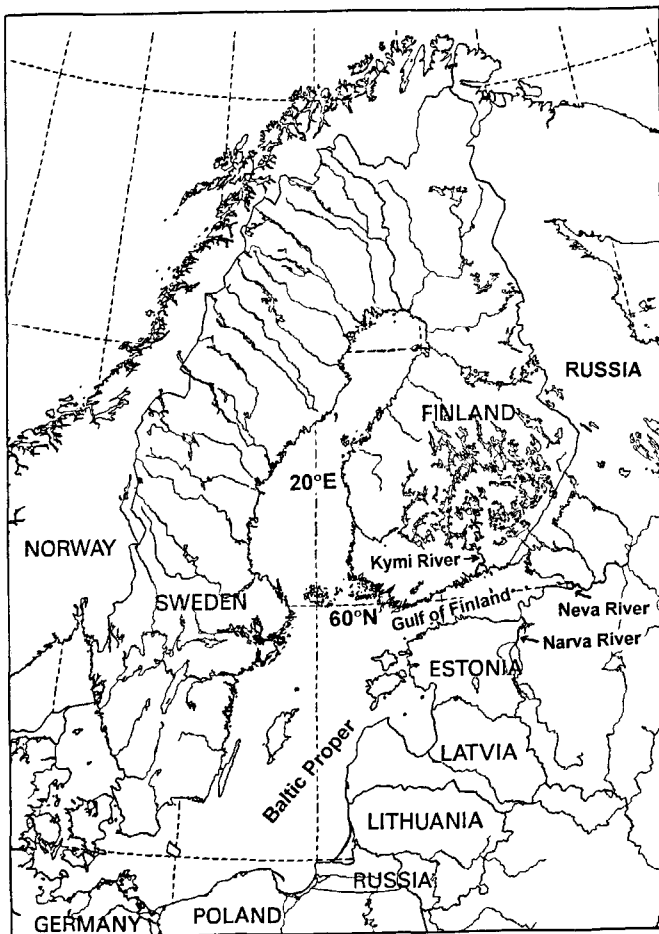 RUSSIA
FINLAND
20°E
NORWAY
Kymi River
SWEDEN
60°N
Gulf of Finland
Neva River
Narva River
ESTONIA
Baltic Proper
LATVIA
LITHUANIA
RUSSIA
GERMANY
POLAND